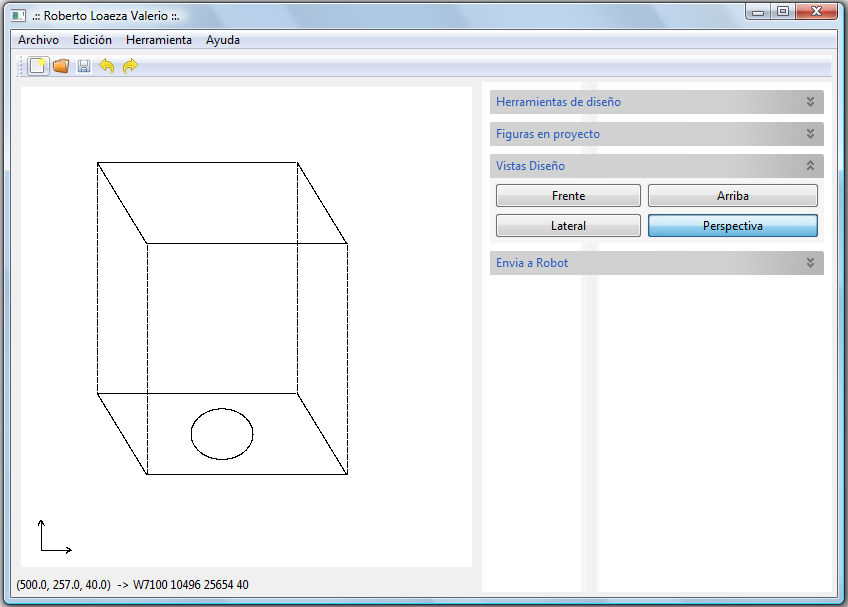 .:: Roberto Loaeza Valerio ::.
Archivo Edición Herramienta Ayuda
Herramientas de diseño
Figuras en proyecto
Vistas Diseño
Frente Arriba
Lateral Perspectiva
Envia a Robot
(500.0, 257.0, 40.0) -> W7100 10496 25654 40